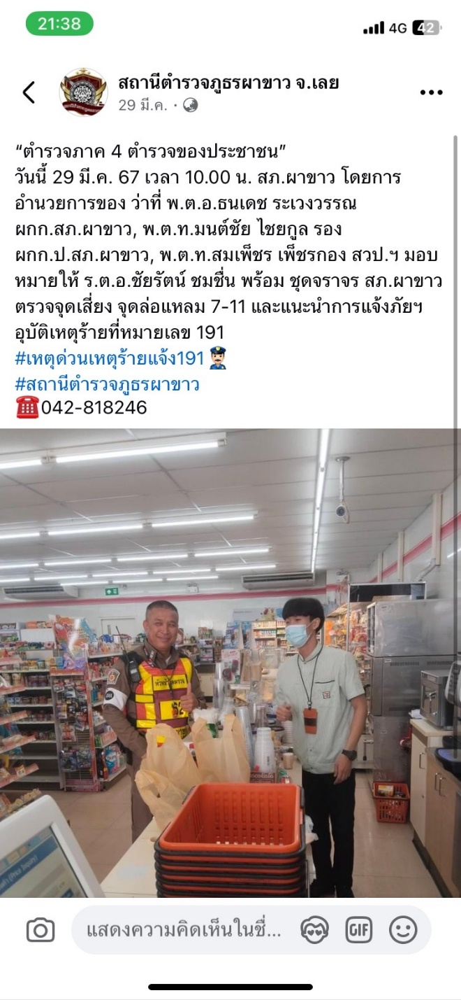 21:38
4G 42
สถานีตำรวจภูธรผาขาว จ.เลย
29 มี.ค. ·
“ตำรวจภาค 4 ตำรวจของประชาชน”
วันนี้ 29 มี.ค. 67 เวลา 10.00 น. สภ.ผาขาว โดยการ
อำนวยการของ ว่าที่ พ.ต.อ.ธนเดช ระเวงวรรณ
ผกก.สภ.ผาขาว, พ.ต.ท.มนต์ชัย ไชยกูล รอง
ผกก.ป.สภ.ผาขาว, พ.ต.ท.สมเพ็ชร เพ็ชรกอง สวป.ฯ มอบ
หมายให้ ร.ต.อ.ชัยรัตน์ ชมชื่น พร้อม ชุดจราจร สภ.ผาขาว
ตรวจจุดเสี่ยง จุดล่อแหลม 7-11 และแนะนำการแจ้งภัยฯ
อุบัติเหตุร้ายที่หมายเลข 191
#เหตุด่วนเหตุร้ายแจ้ง191👮🏻‍♂️
#สถานีตำรวจภูธรผาขาว
☎️042-818246
(Price Inquiry)
แสดงความคิดเห็นในชื่...
GIF